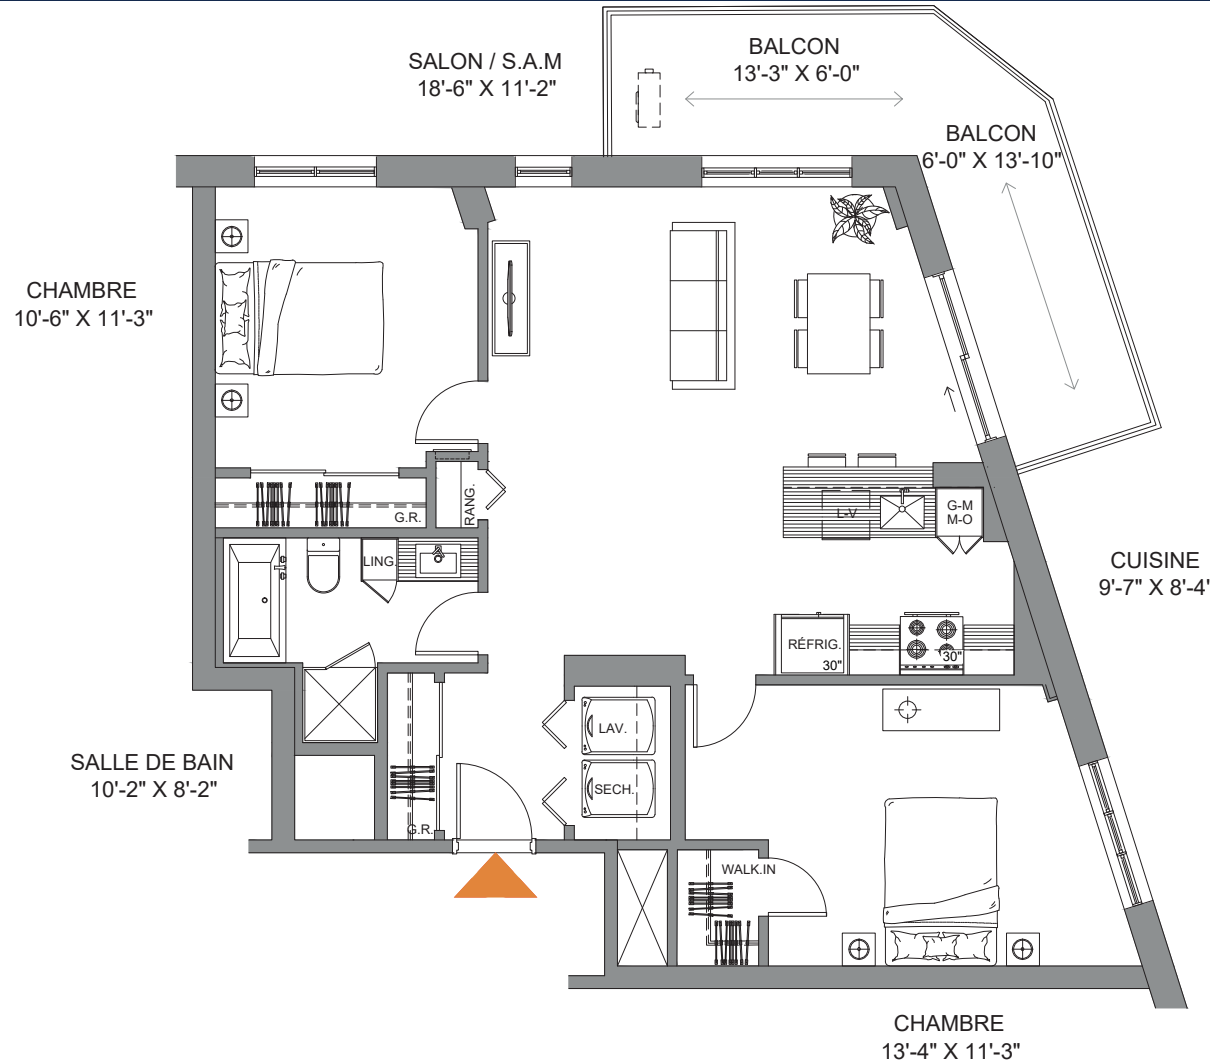 SALON / S.A.M
18'-6" X 11'-2"
BALCON
13'-3" X 6'-0"
BALCON
6'-0" X 13'-10"
CHAMBRE
10'-6" X 11'-3"
G.R.
RANG.
L-V
G-M
M-O
LING.
CUISINE
9'-7" X 8'-4"
RÉFRIG.
30"
30"
SALLE DE BAIN
10'-2" X 8'-2"
LAV.
SECH.
G.R.
WALK.IN
CHAMBRE
13'-4" X 11'-3"